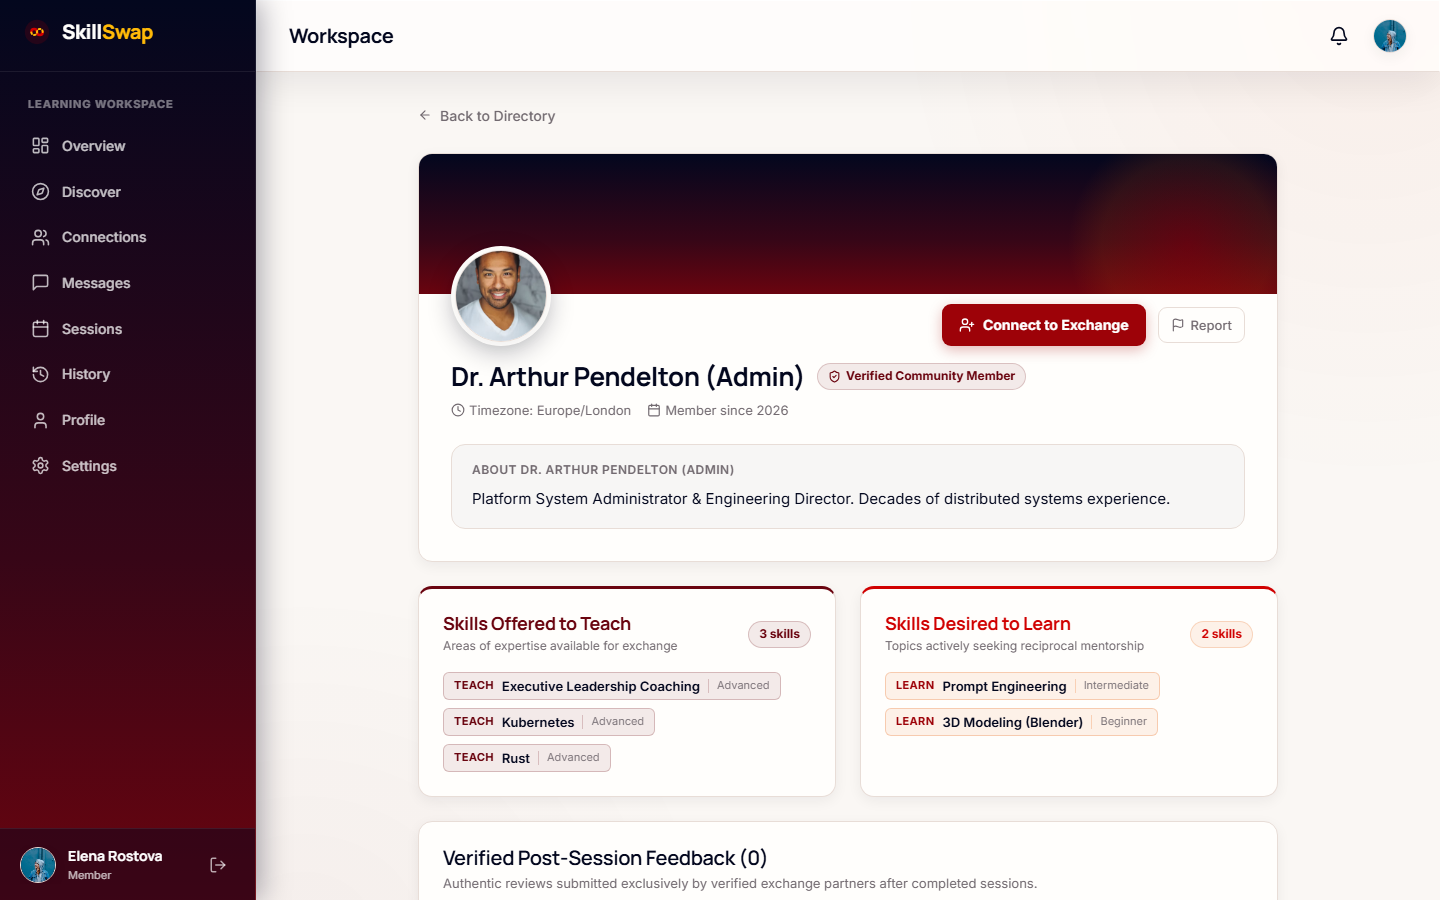 SkillSwap
Workspace
LEARNING WORKSPACE
Overview
Discover
Connections
Messages
Sessions
History
Profile
Settings
Elena Rostova
Member
Back to Directory
Connect to Exchange
Report
Dr. Arthur Pendelton (Admin)
Verified Community Member
Timezone: Europe/London
Member since 2026
ABOUT DR. ARTHUR PENDELTON (ADMIN)
Platform System Administrator & Engineering Director. Decades of distributed systems experience.
Skills Offered to Teach
Areas of expertise available for exchange
3 skills
TEACH Executive Leadership Coaching Advanced
TEACH Kubernetes Advanced
TEACH Rust Advanced
Skills Desired to Learn
Topics actively seeking reciprocal mentorship
2 skills
LEARN Prompt Engineering Intermediate
LEARN 3D Modeling (Blender) Beginner
Verified Post-Session Feedback (0)
Authentic reviews submitted exclusively by verified exchange partners after completed sessions.